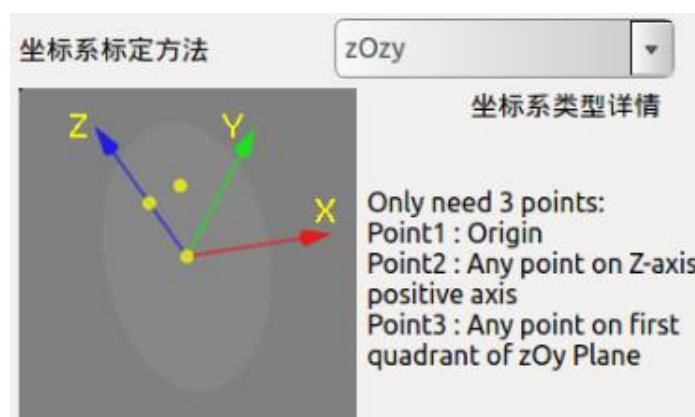 坐标系标定方法
zOzy
坐标系类型详情
Z
Y
X
Only need 3 points:
Point1 : Origin
Point2 : Any point on Z-axis
positive axis
Point3 : Any point on first
quadrant of zOy Plane